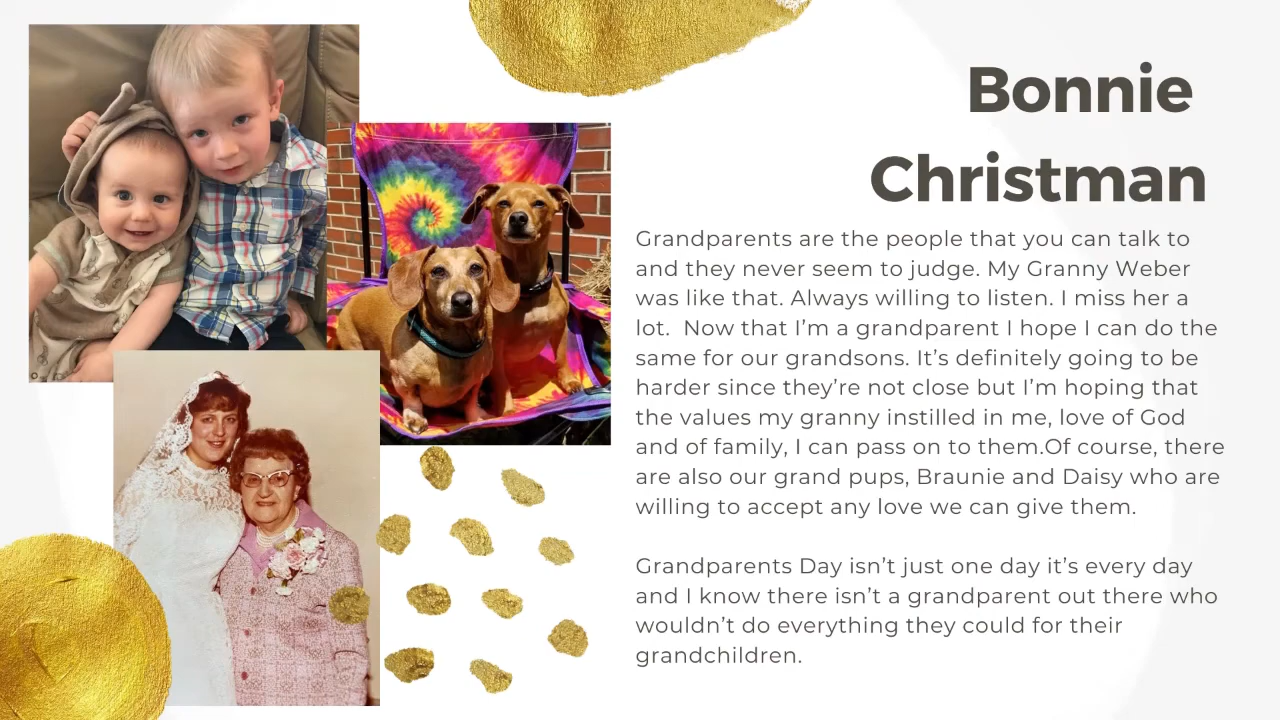 Bonnie
Christman
Grandparents are the people that you can talk to
and they never seem to judge. My Granny Weber
was like that. Always willing to listen. I miss her a
lot.  Now that I’m a grandparent I hope I can do the
same for our grandsons. It’s definitely going to be
harder since they’re not close but I’m hoping that
the values my granny instilled in me, love of God
and of family, I can pass on to them.Of course, there
are also our grand pups, Braunie and Daisy who are
willing to accept any love we can give them.
Grandparents Day isn’t just one day it’s every day
and I know there isn’t a grandparent out there who
wouldn’t do everything they could for their
grandchildren.